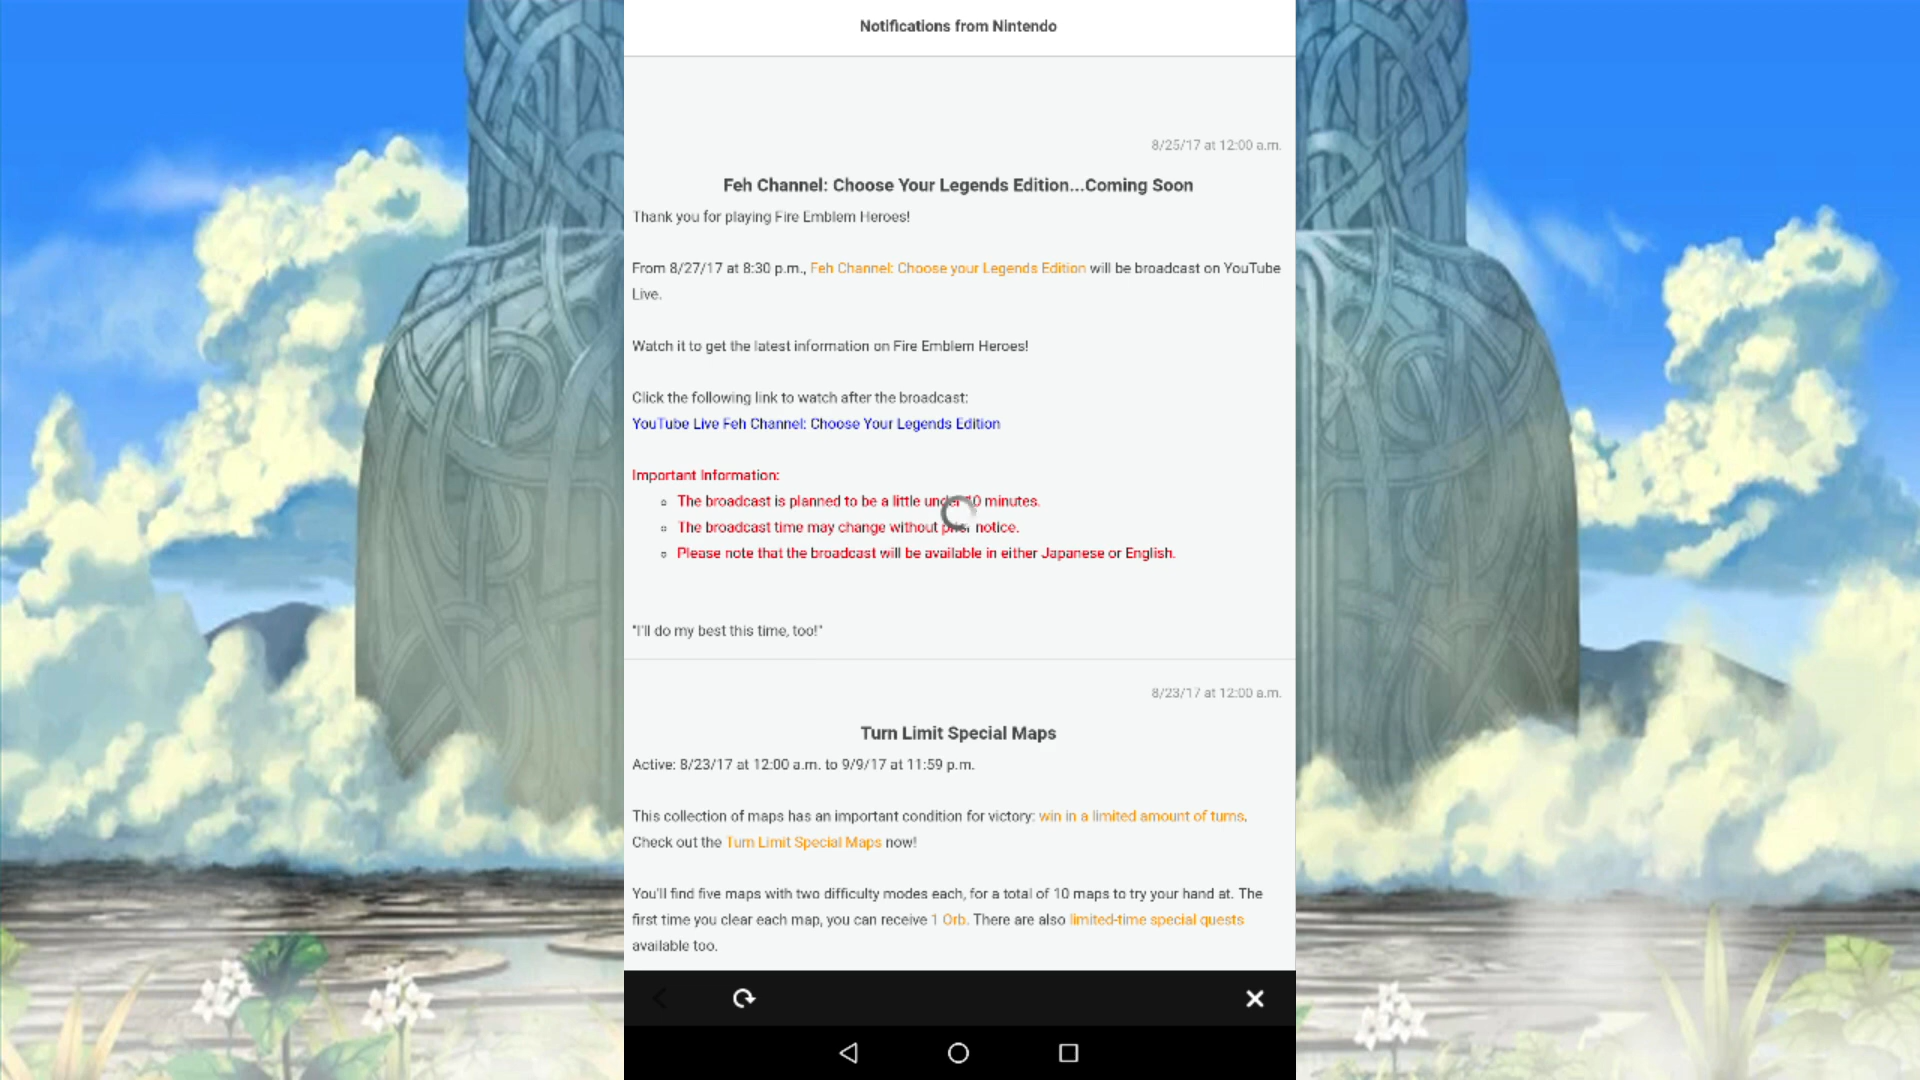 Notifications from Nintendo
8/25/17 at 12:00 a.m.
Feh Channel: Choose Your Legends Edition...Coming Soon
Thank you for playing Fire Emblem Heroes!
From 8/27/17 at 8:30 p.m., Feh Channel: Choose your Legends Edition will be broadcast on YouTube
Live.
Watch it to get the latest information on Fire Emblem Heroes!
Click the following link to watch after the broadcast:
YouTube Live Feh Channel: Choose Your Legends Edition
Important Information:
The broadcast is planned to be a little under 10 minutes.
The broadcast time may change without prior notice.
Please note that the broadcast will be available in either Japanese or English.
"I'll do my best this time, too!"
8/23/17 at 12:00 a.m.
Turn Limit Special Maps
Active: 8/23/17 at 12:00 a.m. to 9/9/17 at 11:59 p.m.
This collection of maps has an important condition for victory: win in a limited amount of turns.
Check out the Turn Limit Special Maps now!
You'll find five maps with two difficulty modes each, for a total of 10 maps to try your hand at. The
first time you clear each map, you can receive 1 Orb. There are also limited-time special quests
available too.